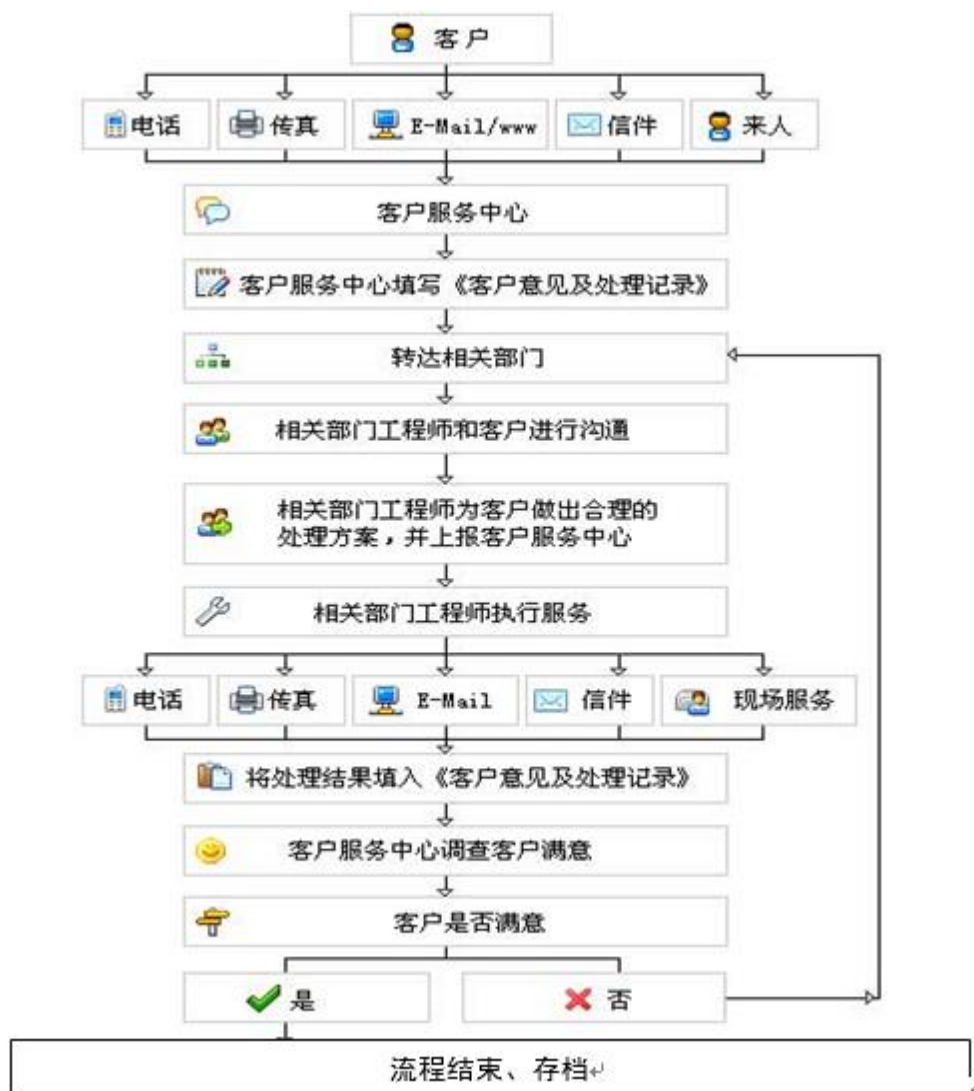 客户
电话
传真
E-Mail/www
信件
来人
客户服务中心
客户服务中心填写《客户意见及处理记录》
转达相关部门
相关部门工程师和客户进行沟通
相关部门工程师为客户做出合理的
处理方案，并上报客户服务中心
相关部门工程师执行服务
电话
传真
E-Mail
信件
现场服务
将处理结果填入《客户意见及处理记录》
客户服务中心调查客户满意
客户是否满意
是
否
流程结束、存档